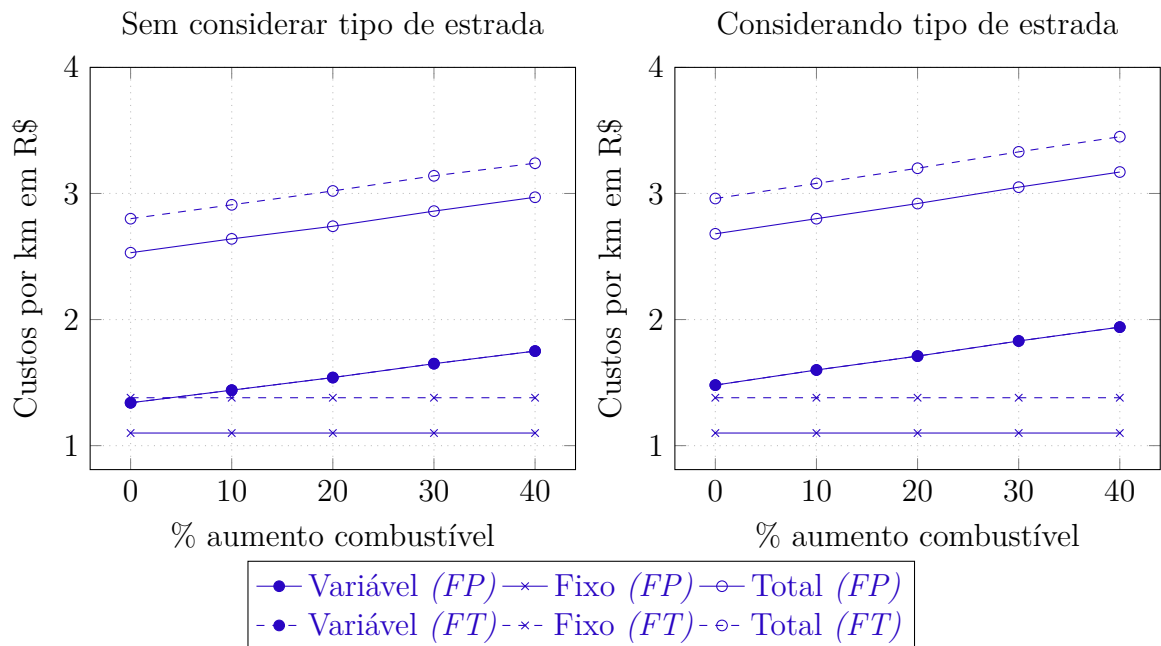 Sem considerar tipo de estrada
4
3
2
1
0 10 20 30 40
Custos por km em R$
% aumento combustível
Considerando tipo de estrada
4
3
2
1
0 10 20 30 40
Custos por km em R$
% aumento combustível
Variável (FP) Fixo (FP) Total (FP)
Variável (FT) Fixo (FT) Total (FT)